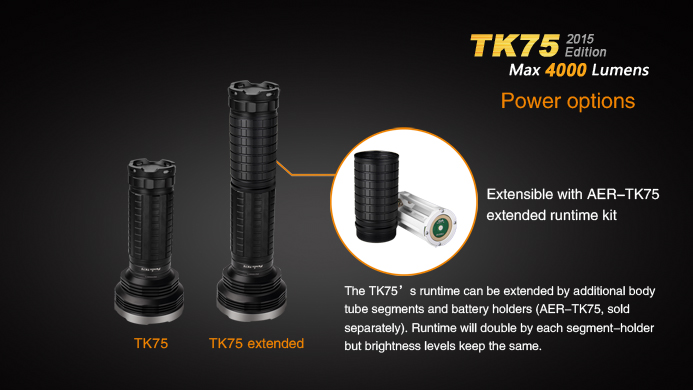 TK75 2015 Edition
Max 4000 Lumens
Power options
Extensible with AER-TK75
extended runtime kit
The TK75’s runtime can be extended by additional body
tube segments and battery holders (AER-TK75, sold
separately). Runtime will double by each segment-holder
but brightness levels keep the same.
TK75
TK75 extended